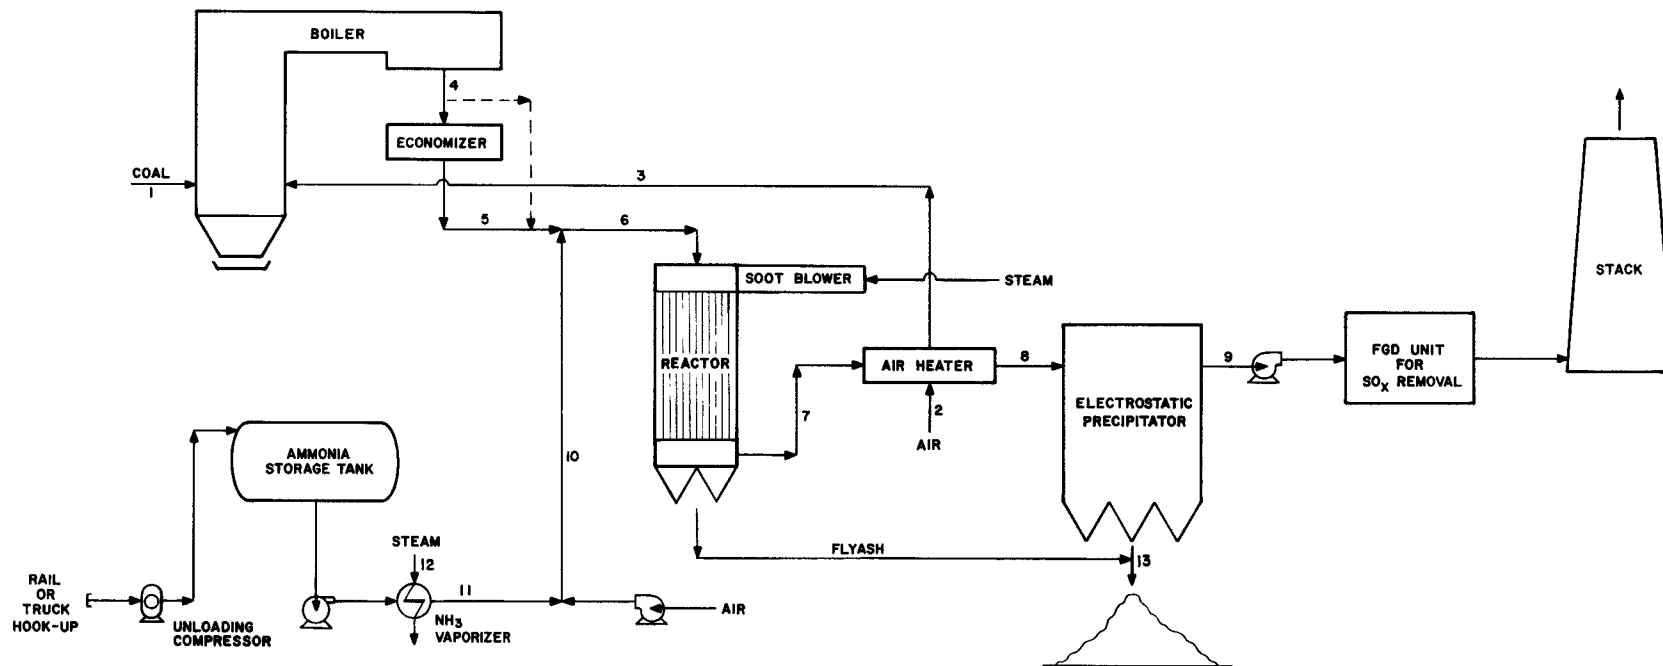 BOILER
4
ECONOMIZER
COAL
1
3
5
6
SOOT BLOWER
STEAM
STACK
REACTOR
AIR HEATER
8
9
FGD UNIT
FOR
SOX REMOVAL
7
2
AIR
ELECTROSTATIC
PRECIPITATOR
AMMONIA
STORAGE TANK
10
STEAM
12
FLYASH
13
RAIL
OR
TRUCK
HOOK-UP
UNLOADING
COMPRESSOR
11
NH3
VAPORIZER
AIR